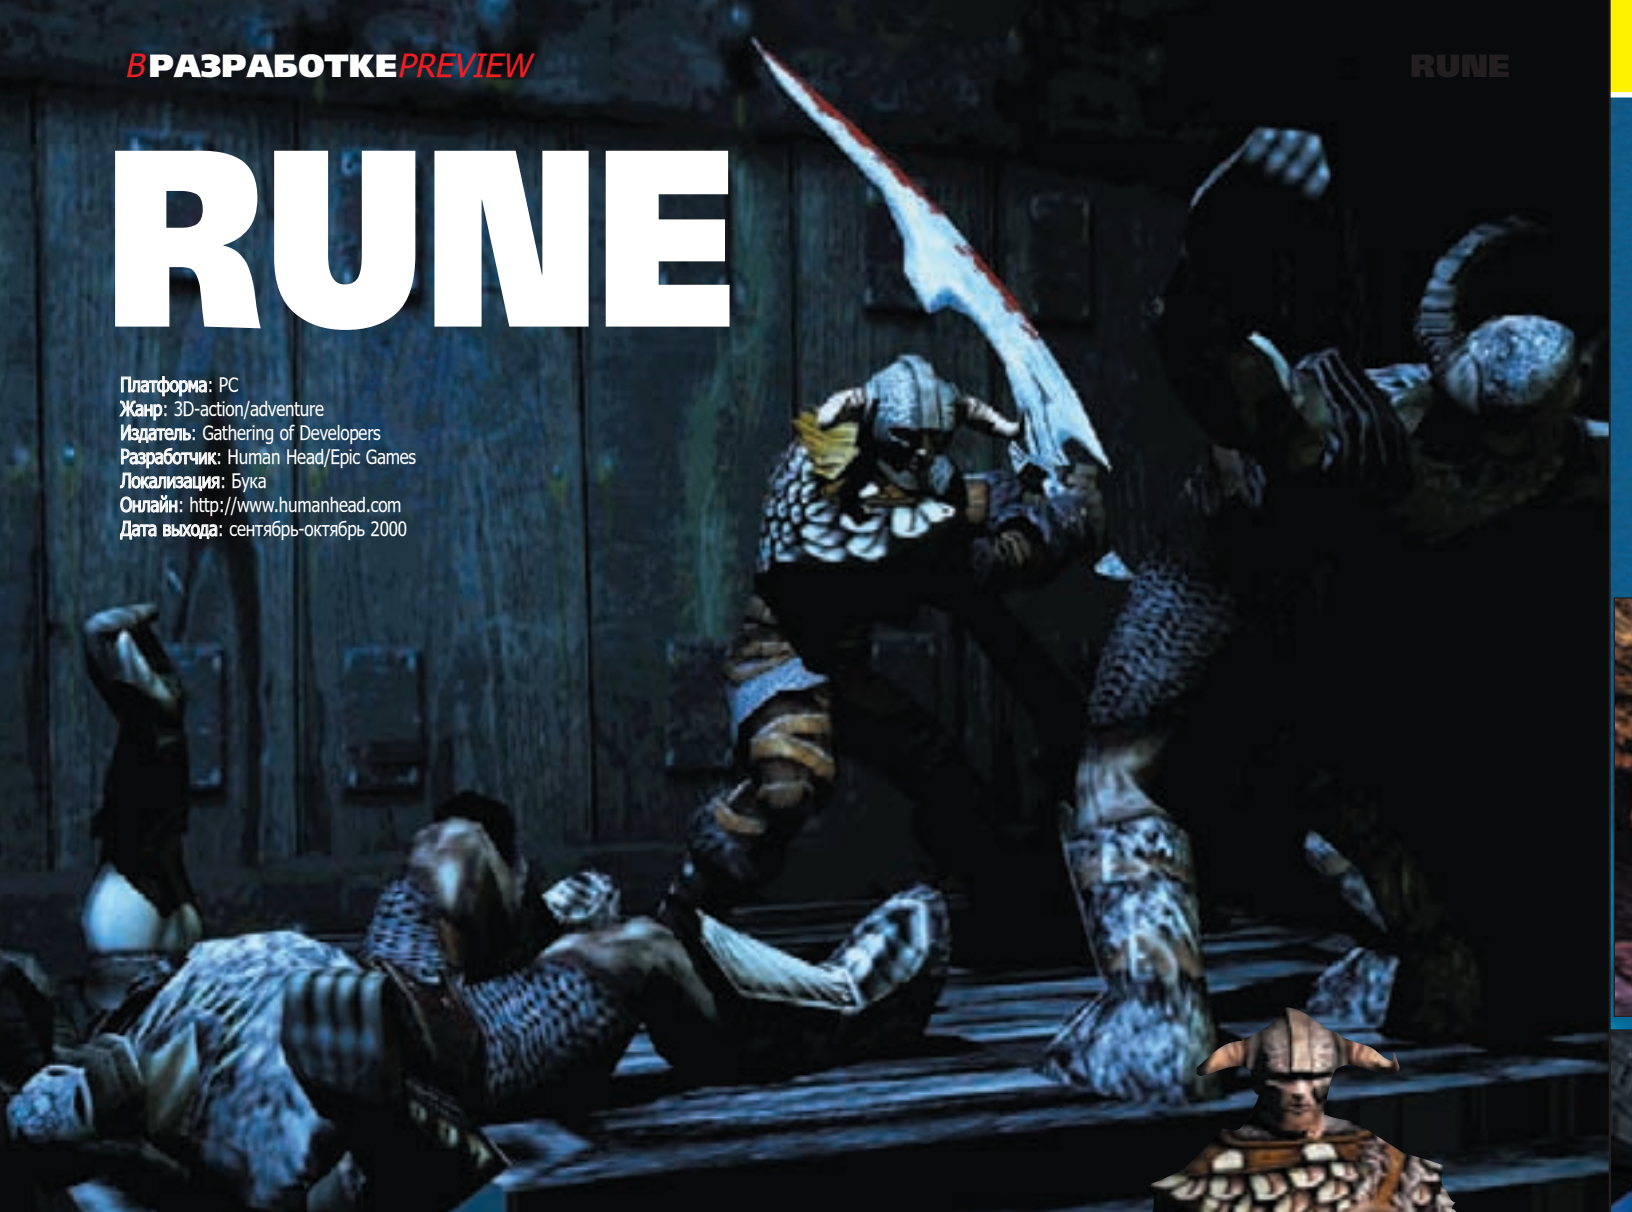 ВРАЗРАБОТКЕPREVIEW
RUNE
RUNE
Платформа: PC
Жанр: 3D-action/adventure
Издатель: Gathering of Developers
Разработчик: Human Head/Epic Games
Локализация: Бука
Онлайн: http://www.humanhead.com
Дата выхода: сентябрь-октябрь 2000